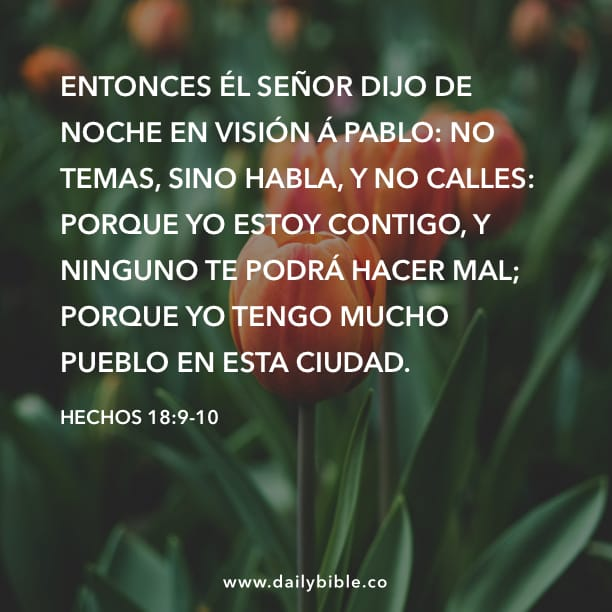 ENTONCES ÉL SEÑOR DIJO DE
NOCHE EN VISIÓN Á PABLO: NO
TEMAS, SINO HABLA, Y NO CALLES:
PORQUE YO ESTOY CONTIGO, Y
NINGUNO TE PODRÁ HACER MAL;
PORQUE YO TENGO MUCHO
PUEBLO EN ESTA CIUDAD.
HECHOS 18:9-10
www.dailybible.co